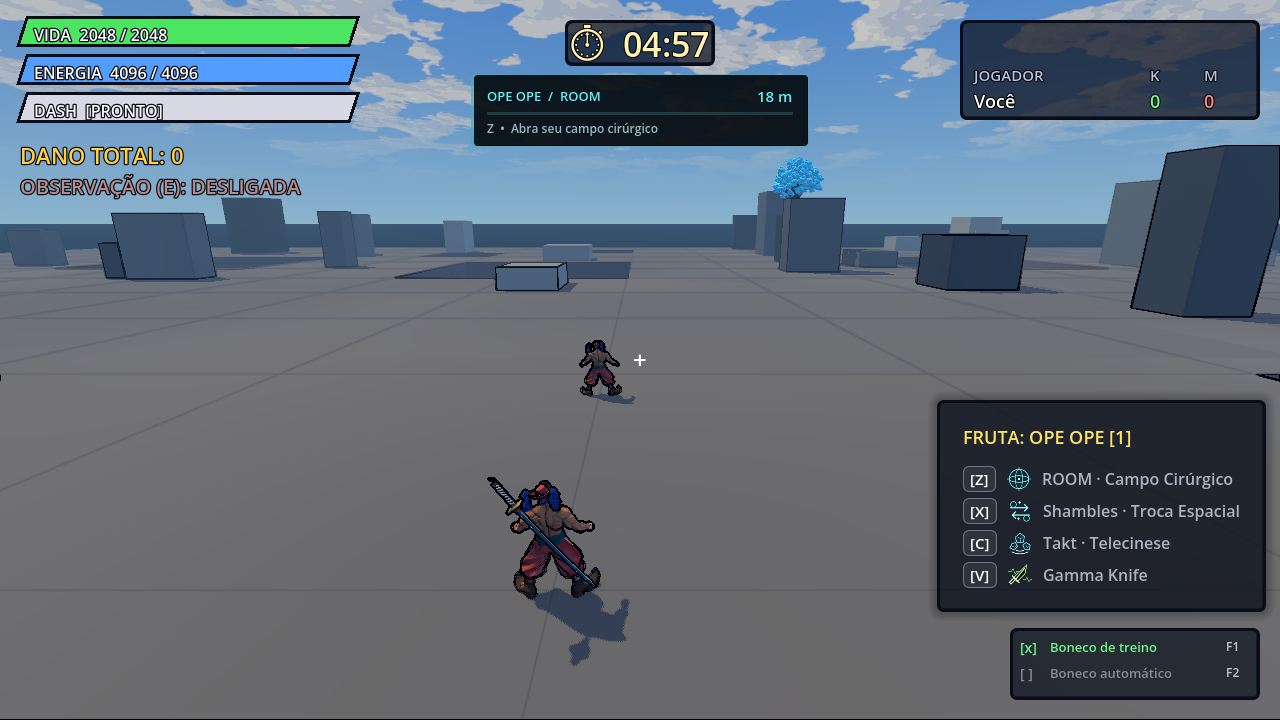 VIDA 2048 / 2048
ENERGIA 4096 / 4096
DASH [PRONTO]
DANO TOTAL: 0
OBSERVAÇÃO (E): DESLIGADA
04:57
OPE OPE / ROOM 18 m
Z • Abra seu campo cirúrgico
JOGADOR K M
Você 0 0
FRUTA: OPE OPE [1]
[Z] ROOM · Campo Cirúrgico
[X] Shambles · Troca Espacial
[C] Takt · Telecinese
[V] Gamma Knife
[x] Boneco de treino F1
[ ] Boneco automático F2